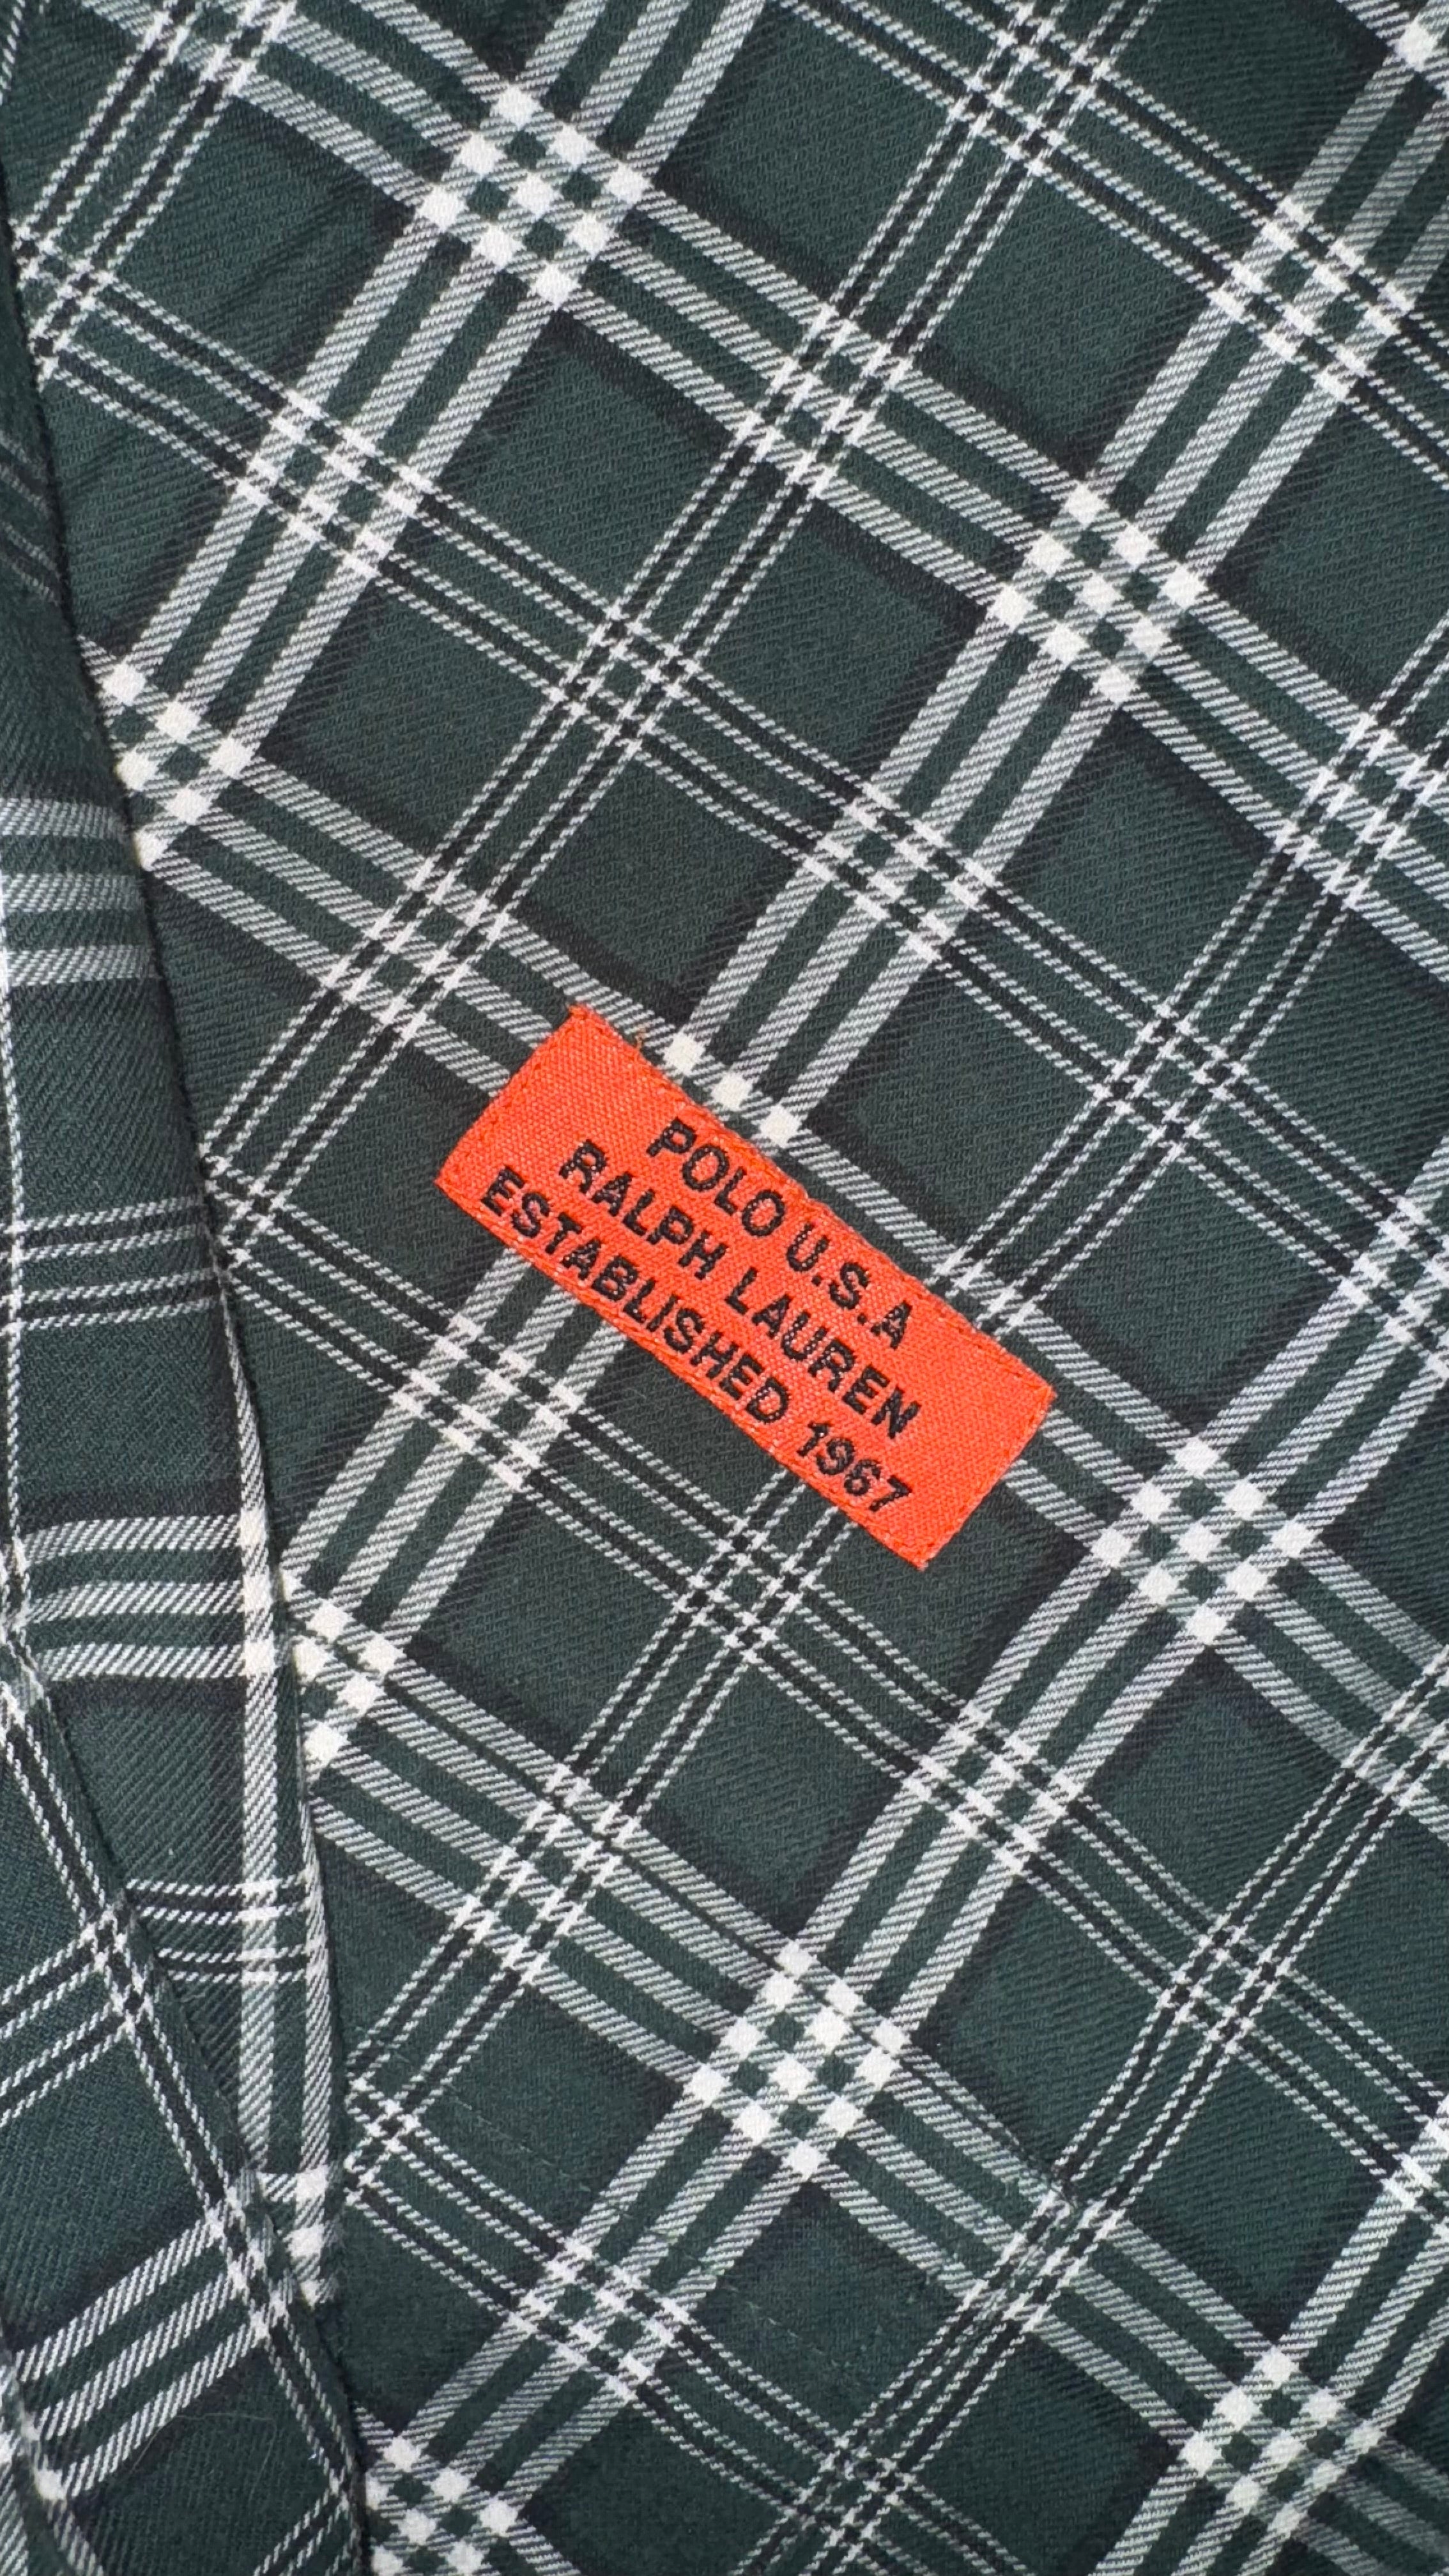 POLO U.S.A
RALPH LAUREN
ESTABLISHED 1967